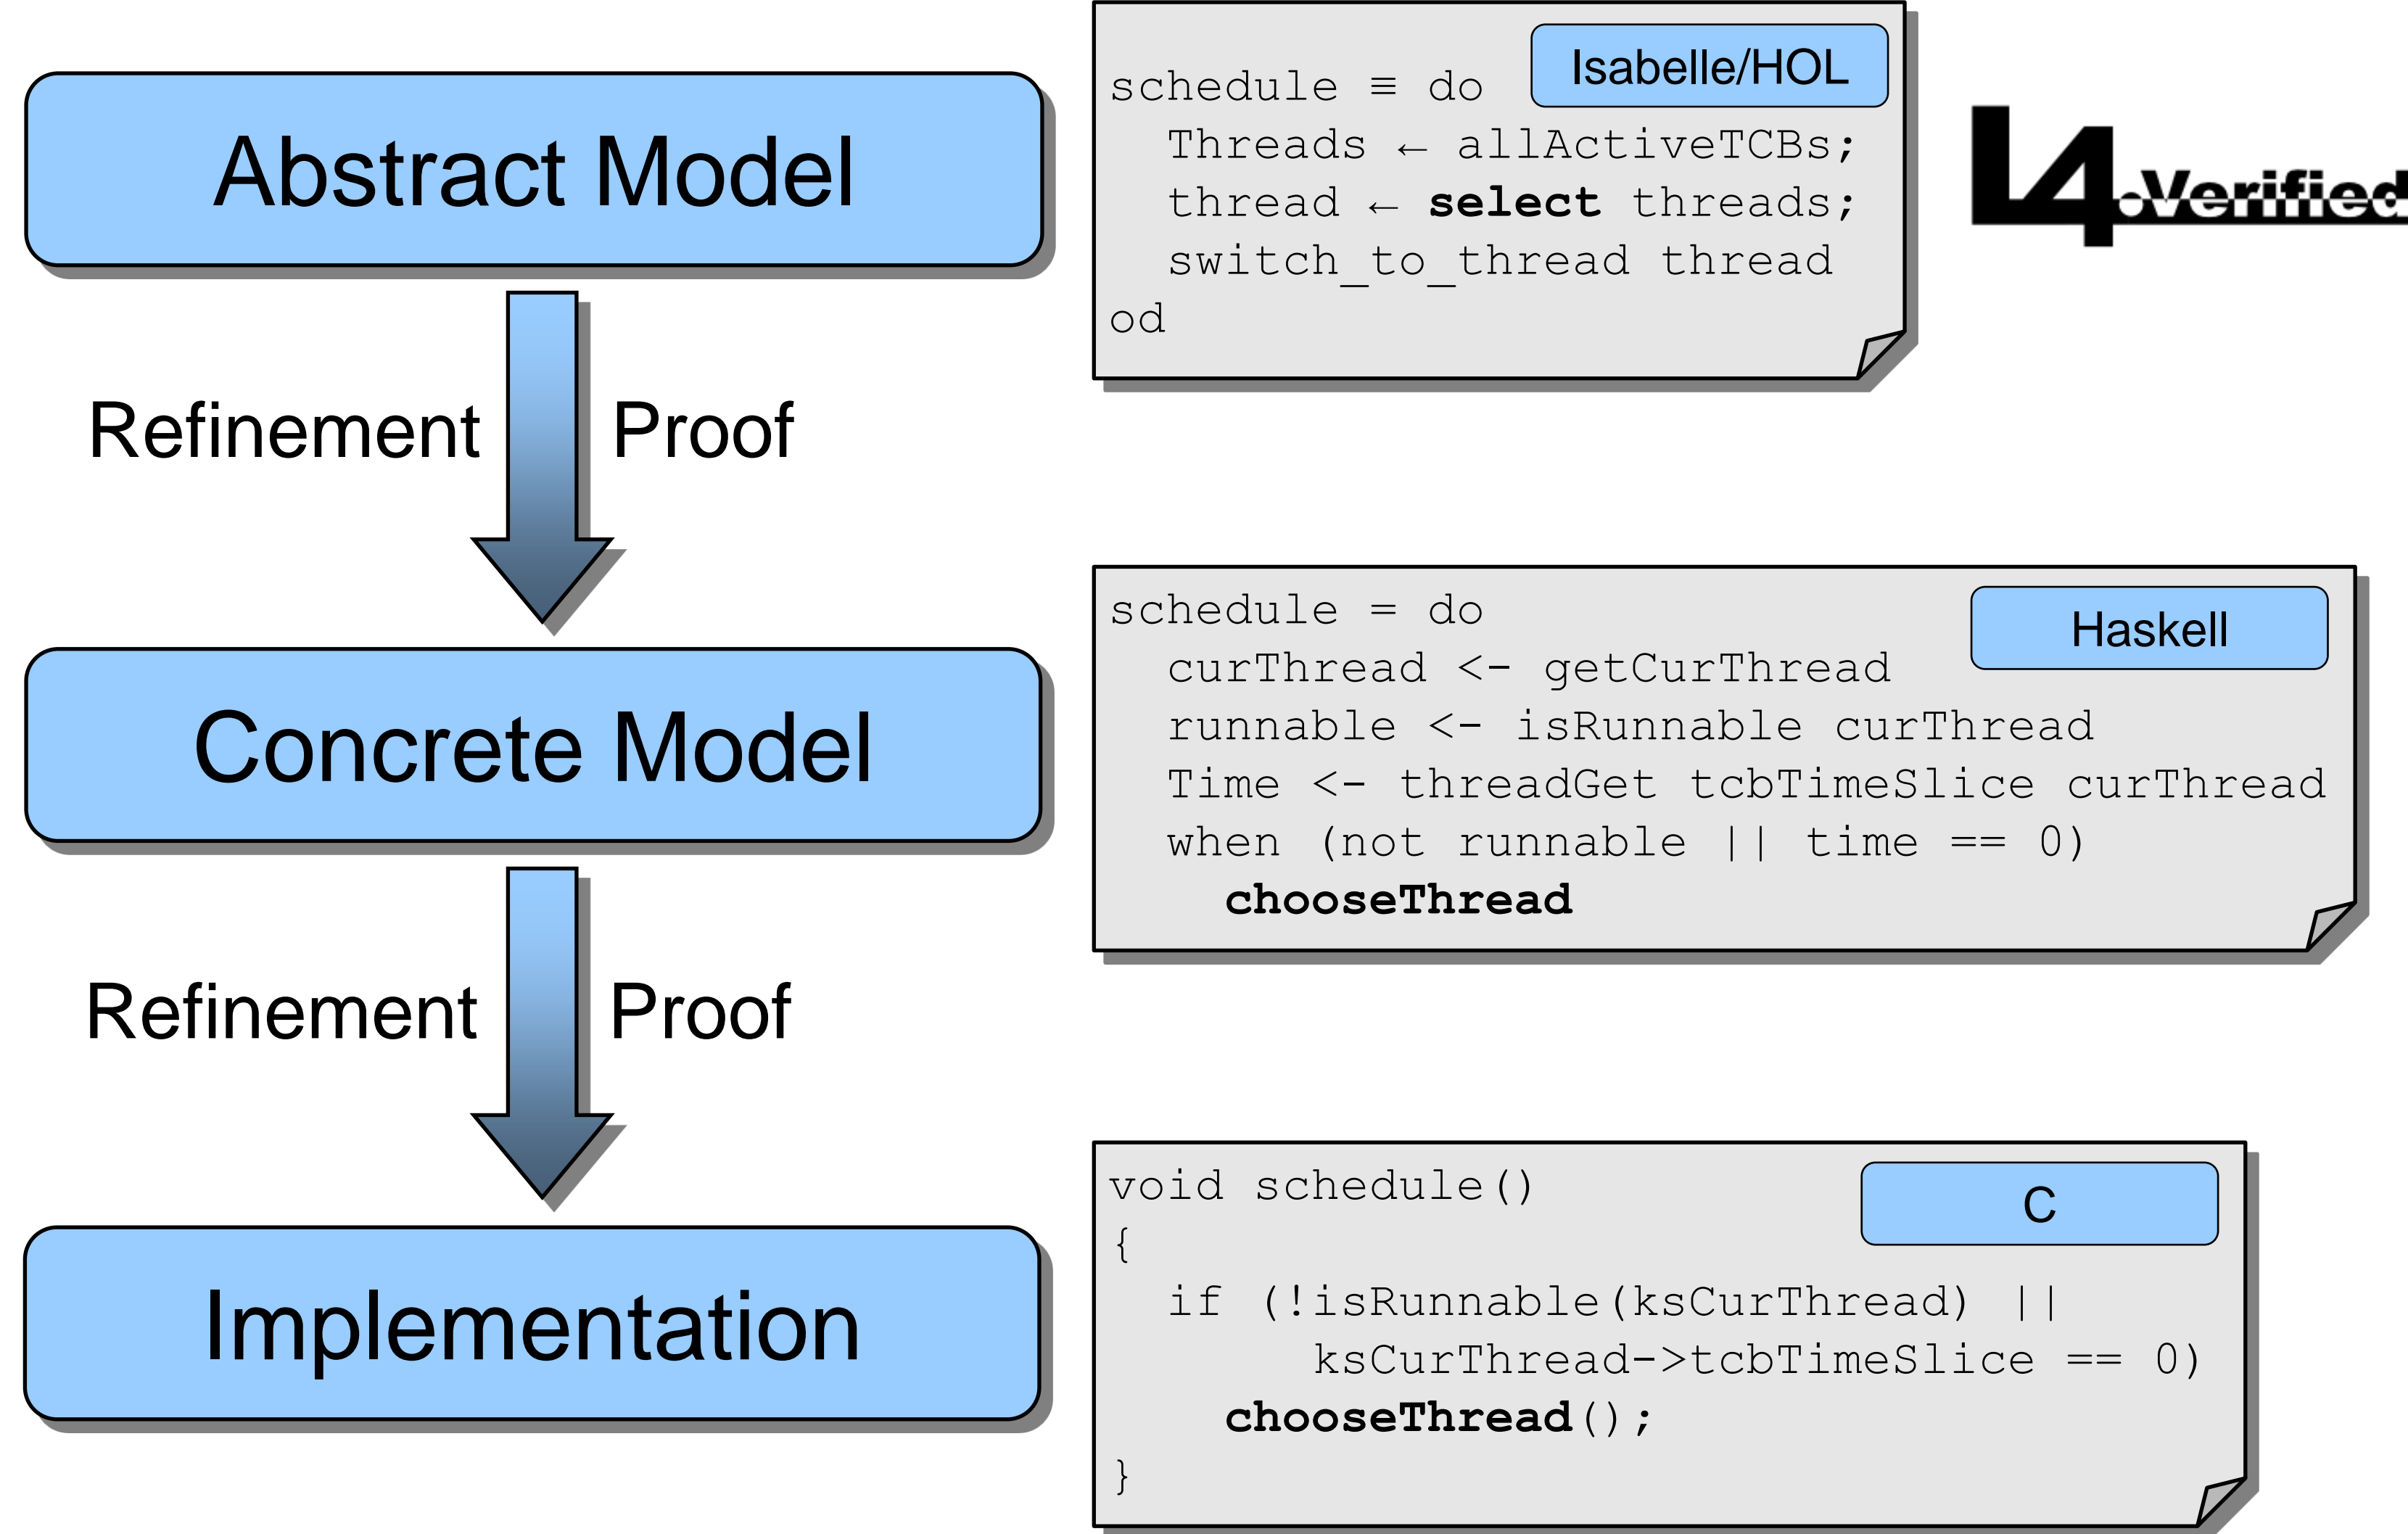 Abstract Model
Isabelle/HOL
schedule ≡ do
  Threads ← allActiveTCBs;
  thread ← select threads;
  switch_to_thread thread
od
L4.Verified
Refinement Proof
Concrete Model
Haskell
schedule = do
  curThread <- getCurThread
  runnable <- isRunnable curThread
  Time <- threadGet tcbTimeSlice curThread
  when (not runnable || time == 0)
    chooseThread
Refinement Proof
Implementation
C
void schedule()
{
  if (!isRunnable(ksCurThread) ||
       ksCurThread->tcbTimeSlice == 0)
    chooseThread();
}